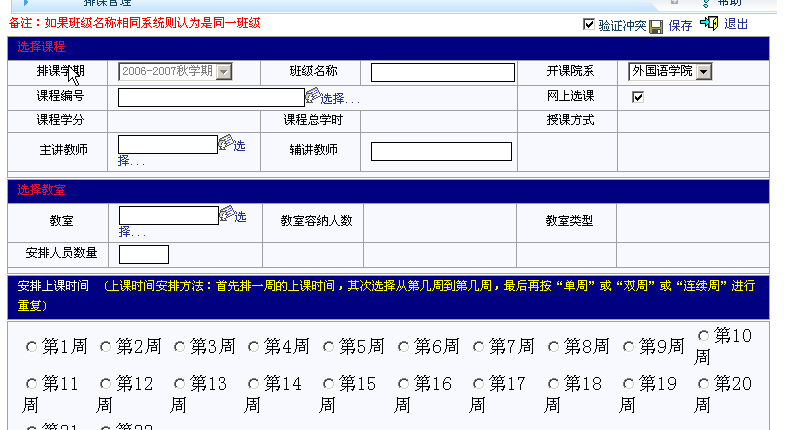 排课管理
帮助
备注：如果班级名称相同系统则认为是同一班级
验证冲突 保存 退出
选择课程
排课学期 2006-2007秋学期 班级名称 开课院系 外国语学院
课程编号 选择... 网上选课
课程学分 课程总学时 授课方式
主讲教师 选择... 辅讲教师
选择教室
教室 选择... 教室容纳人数 教室类型
安排人员数量
安排上课时间 （上课时间安排方法：首先排一周的上课时间，其次选择从第几周到第几周，最后再按“单周”或“双周”或“连续周”进行
重复）
第1周 第2周 第3周 第4周 第5周 第6周 第7周 第8周 第9周 第10周
第11周 第12周 第13周 第14周 第15周 第16周 第17周 第18周 第19周 第20周
第21 第22